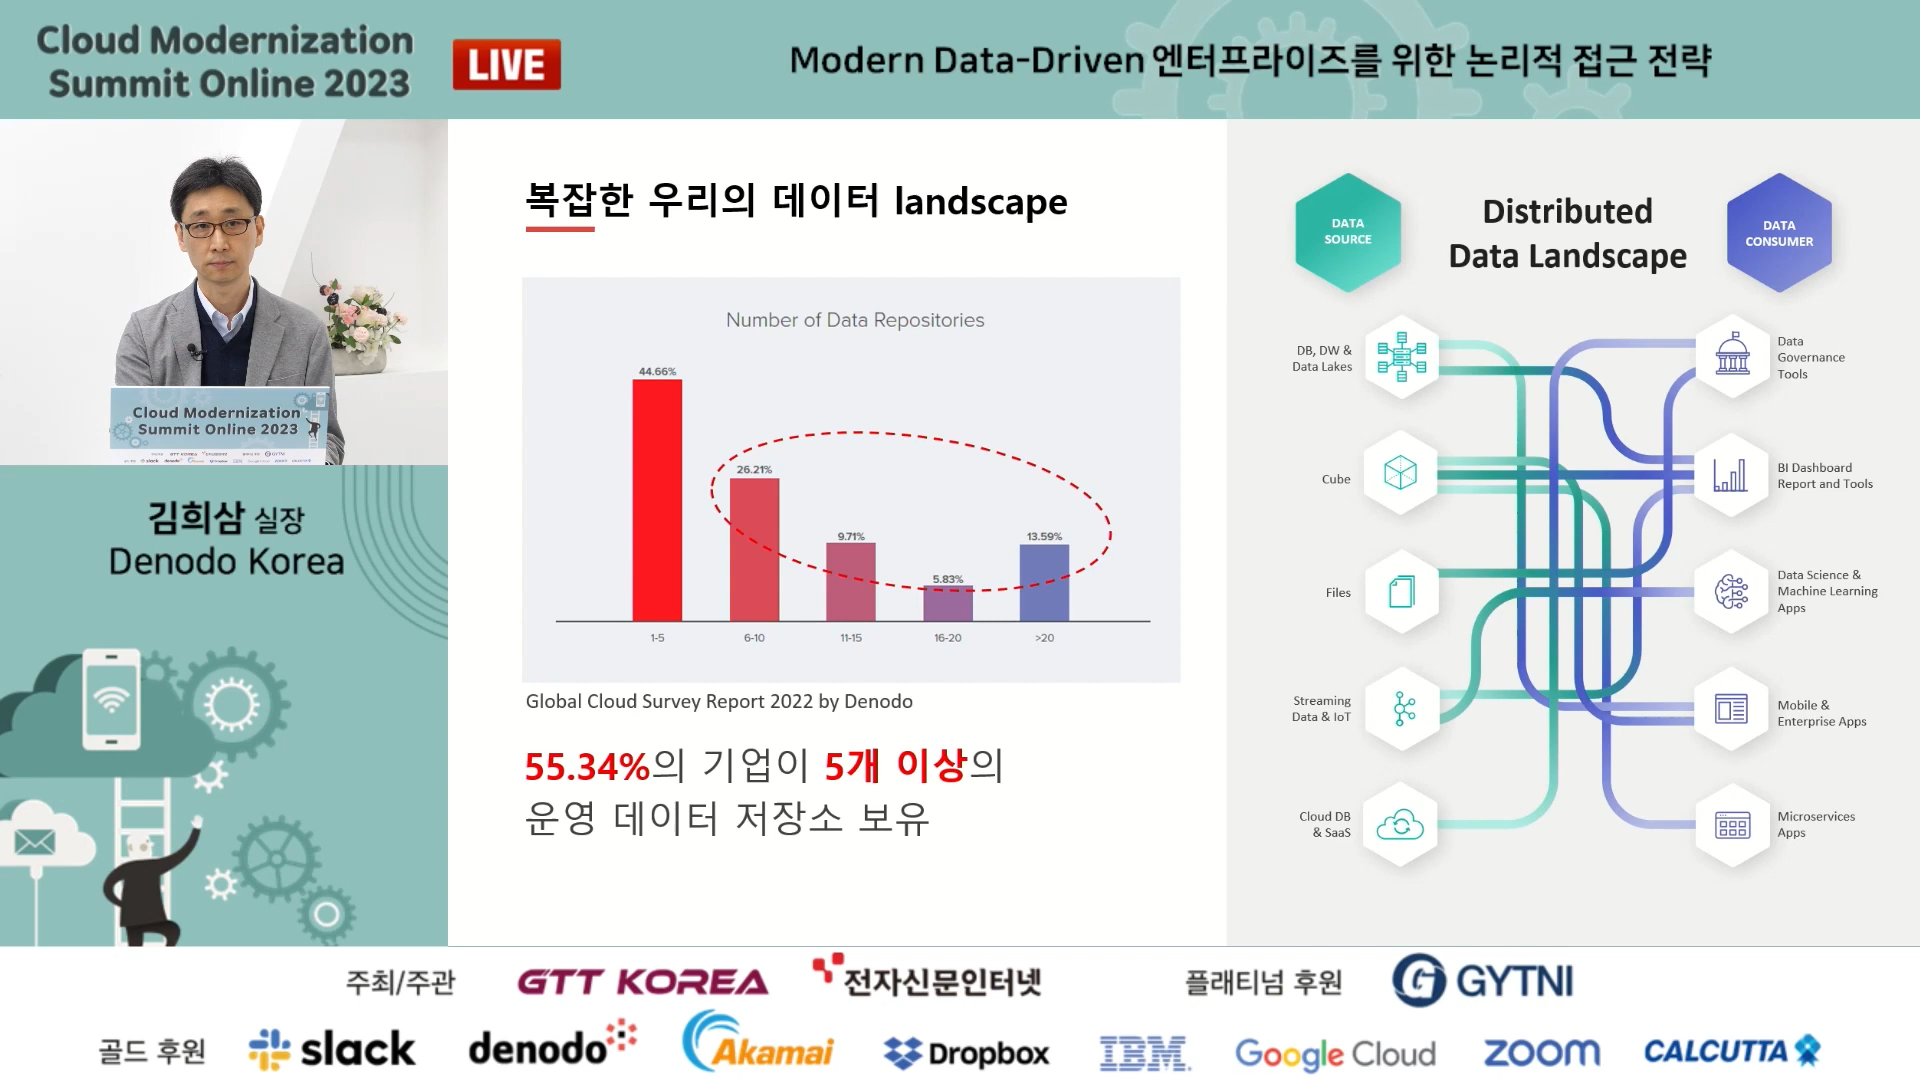 Cloud Modernization
Summit Online 2023
LIVE
Modern Data-Driven 엔터프라이즈를 위한 논리적 접근 전략
Cloud Modernization
Summit Online 2023
김희삼 실장
Denodo Korea
복잡한 우리의 데이터 landscape
Number of Data Repositories
44.66%
26.21%
9.71%
5.83%
13.59%
1-5
6-10
11-15
16-20
>20
Global Cloud Survey Report 2022 by Denodo
55.34%의 기업이 5개 이상의
운영 데이터 저장소 보유
DATA
SOURCE
Distributed
Data Landscape
DATA
CONSUMER
DB, DW &
Data Lakes
Data
Governance
Tools
Cube
BI Dashboard
Report and Tools
Files
Data Science &
Machine Learning
Apps
Streaming
Data & IoT
Mobile &
Enterprise Apps
Cloud DB
& SaaS
Microservices
Apps
주최/주관 GTT KOREA 전자신문인터넷 플래티넘 후원 GYTNI
골드 후원 slack denodo Akamai Dropbox IBM Google Cloud zoom CALCUTTA